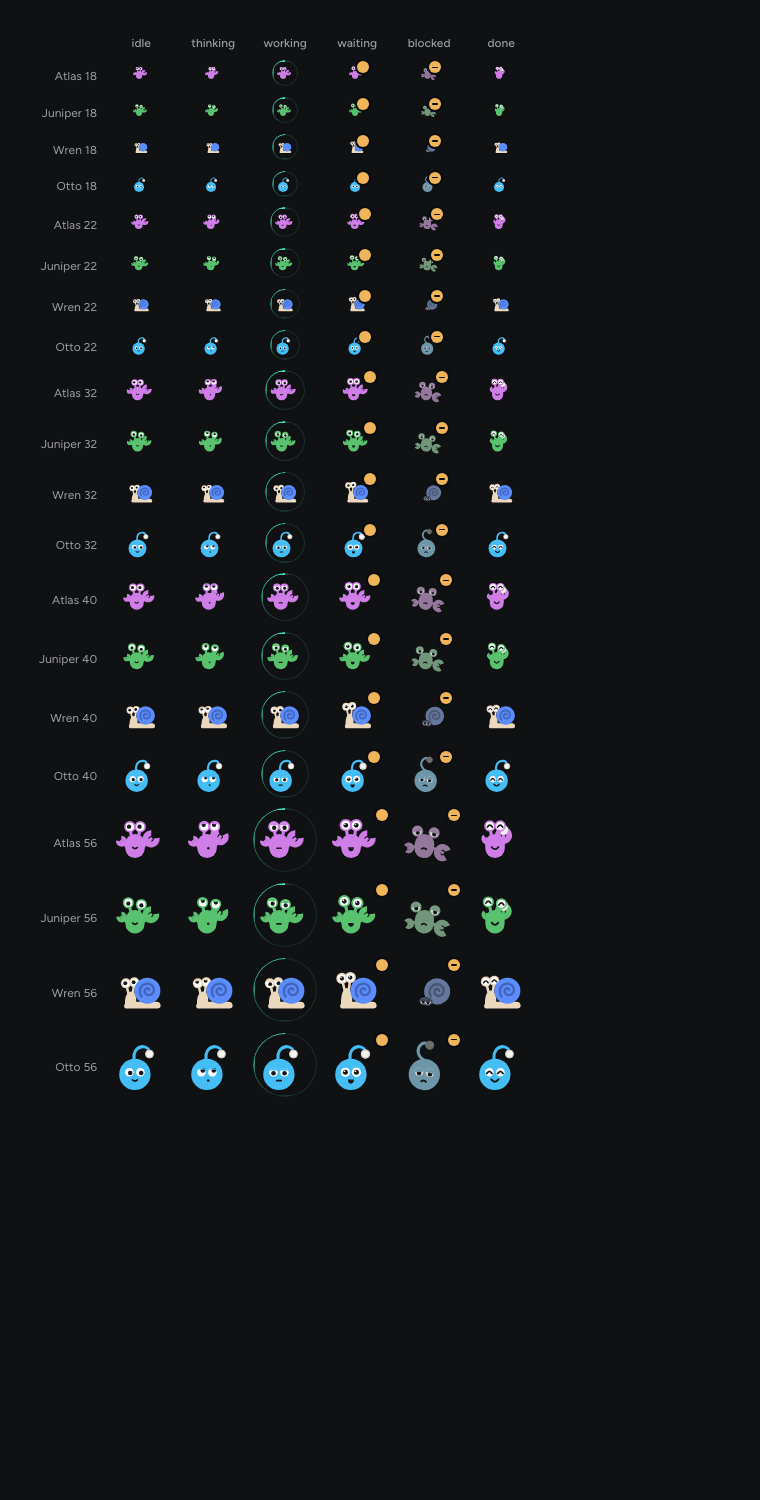 idle thinking working waiting blocked done
Atlas 18
Juniper 18
Wren 18
Otto 18
Atlas 22
Juniper 22
Wren 22
Otto 22
Atlas 32
Juniper 32
Wren 32
Otto 32
Atlas 40
Juniper 40
Wren 40
Otto 40
Atlas 56
Juniper 56
Wren 56
Otto 56